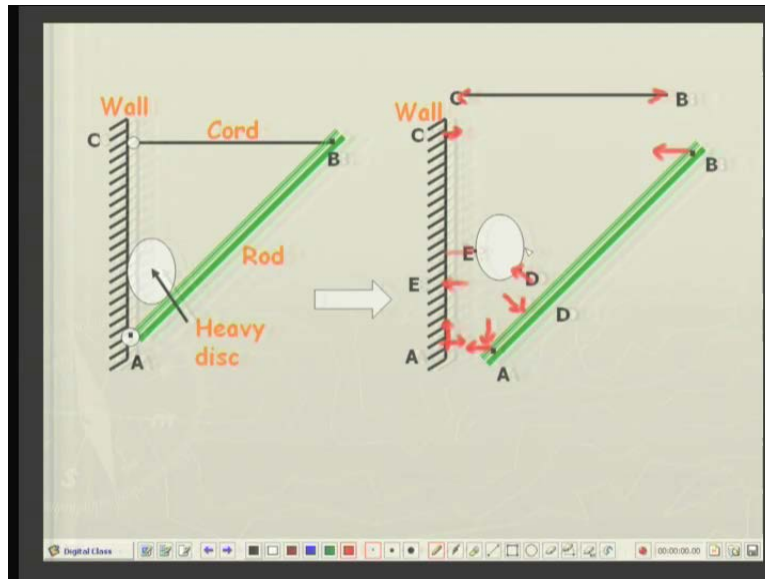 Wall
C
Cord
B
Rod
Heavy
disc
A
C B
Wall
C
B
E
D
E
D
A
A
Digital Class
00:00:00.00